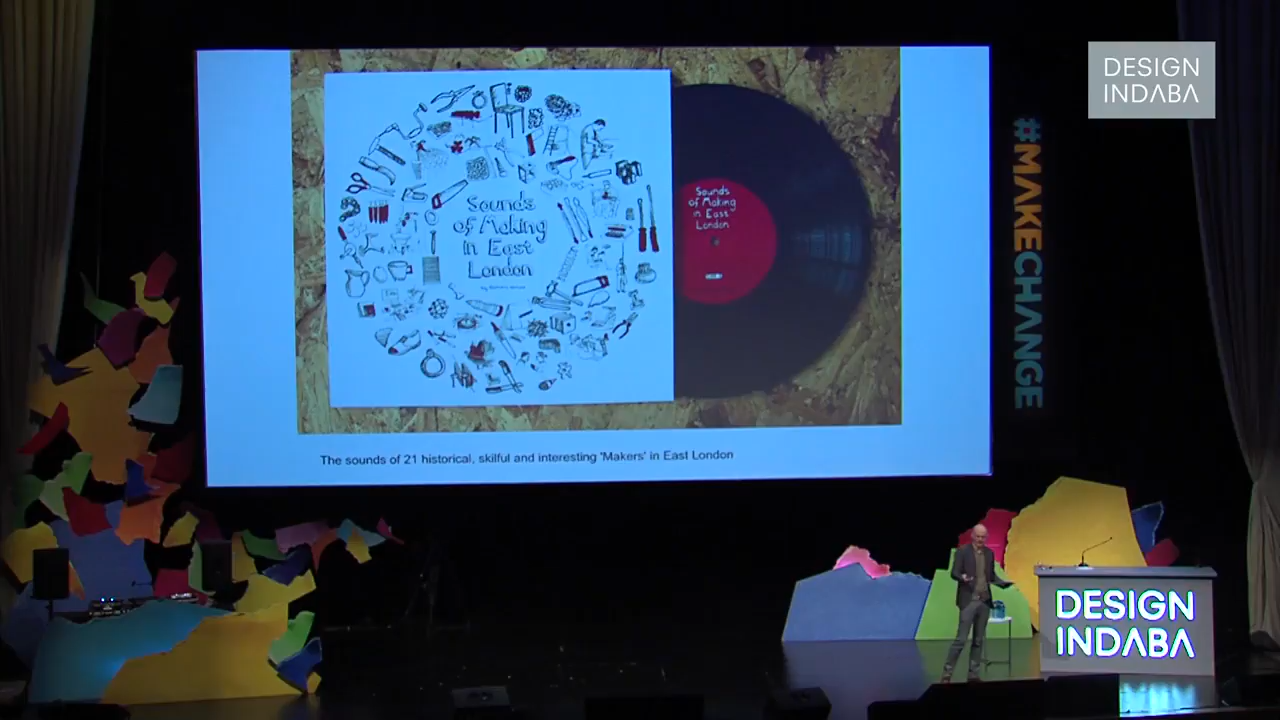 DESIGN
INDABA
#MAKECHANGE
Sounds
of Making
in East
London
Sounds
of Making
in East
London
The sounds of 21 historical, skilful and interesting 'Makers' in East London
DESIGN
INDABA